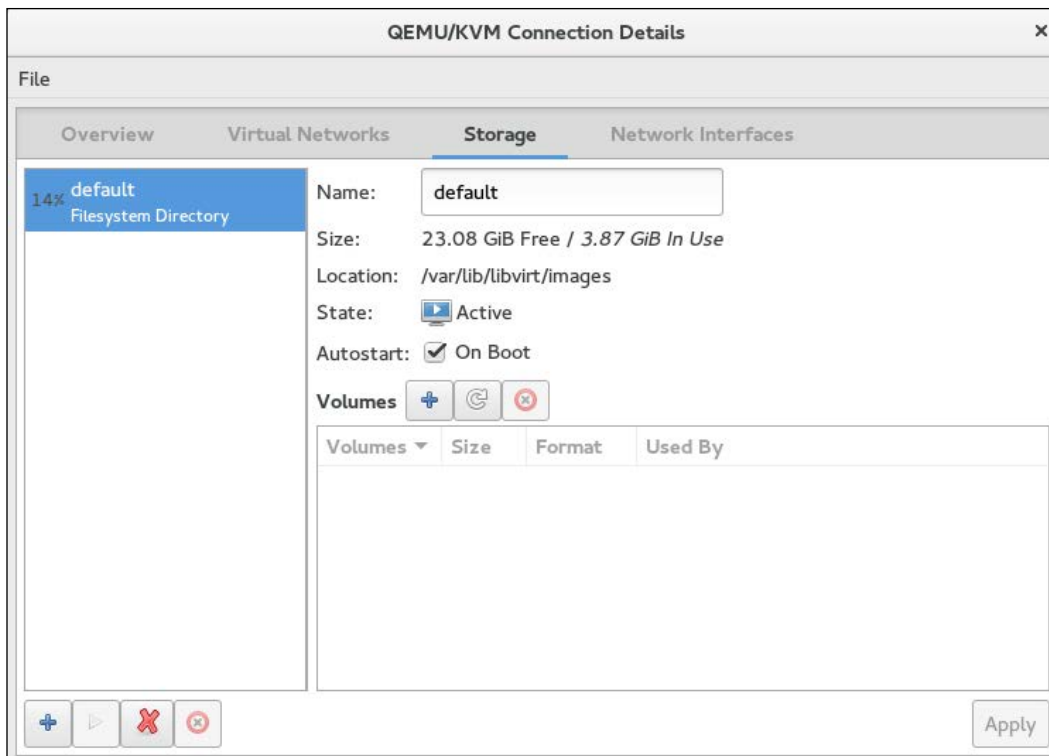 QEMU/KVM Connection Details ×
File
Overview Virtual Networks Storage Network Interfaces
14% default
Filesystem Directory
Name: default
Size: 23.08 GiB Free / 3.87 GiB In Use
Location: /var/lib/libvirt/images
State: Active
Autostart: On Boot
Volumes
Volumes Size Format Used By
Apply